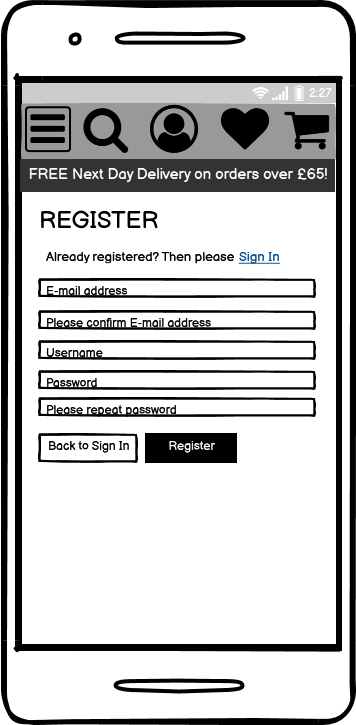 2:27
FREE Next Day Delivery on orders over £65!
REGISTER
Already registered? Then please Sign In
E-mail address
Please confirm E-mail address
Username
Password
Please repeat password
Back to Sign In Register